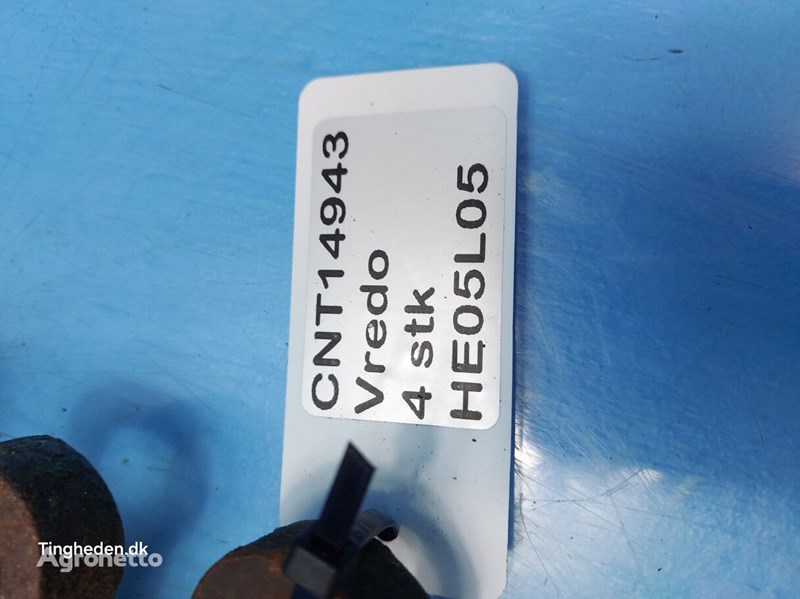 CNT14943
Vredo
4 stk
HE05L05
Tingheden.dk
Agronetto